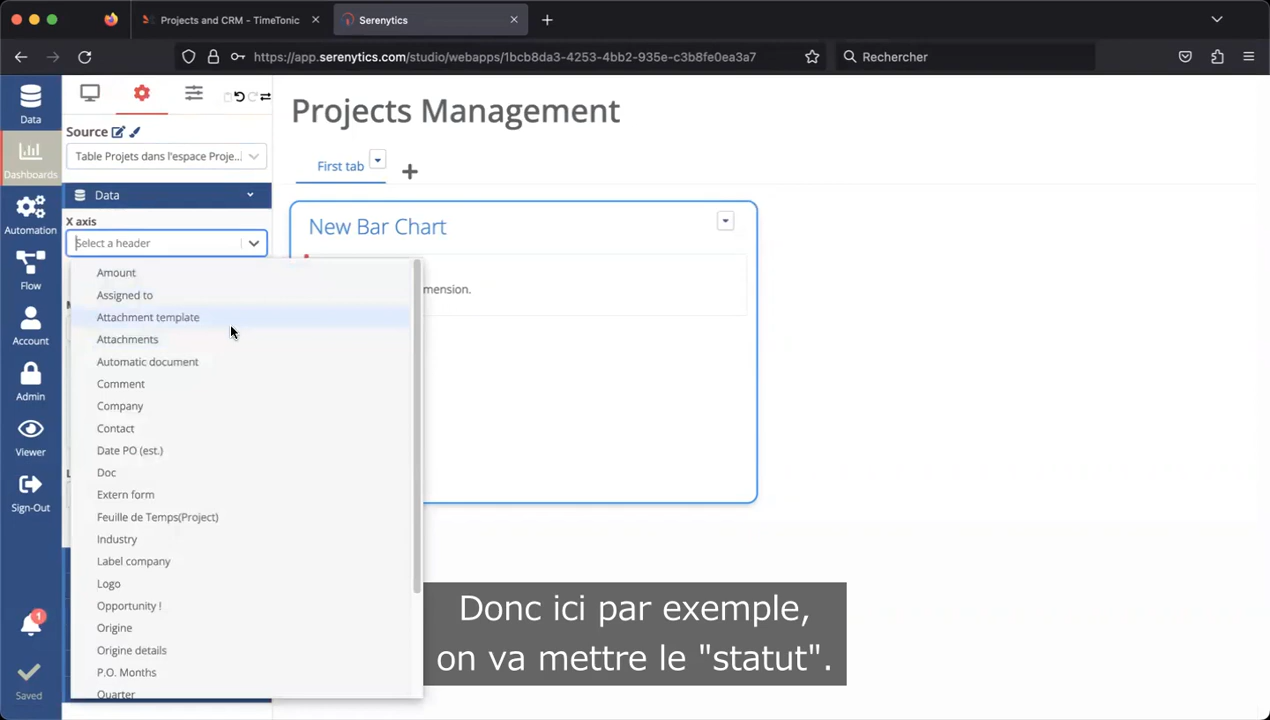 Projects and CRM - TimeTonic
Serenytics
https://app.serenytics.com/studio/webapps/1bcb8da3-4253-4bb2-935e-c3b8fe0ea3a7
Rechercher
Data
Dashboards
Automation
Flow
Account
Admin
Viewer
Sign-Out
1
Saved
Source
Table Projets dans l'espace Proje...
Data
X axis
Select a header
Amount
Assigned to
Attachment template
Attachments
Automatic document
Comment
Company
Contact
Date PO (est.)
Doc
Extern form
Feuille de Temps(Project)
Industry
Label company
Logo
Opportunity !
Origine
Origine details
P.O. Months
Quarter
Projects Management
First tab
New Bar Chart
mension.
Donc ici par exemple,
on va mettre le "statut".